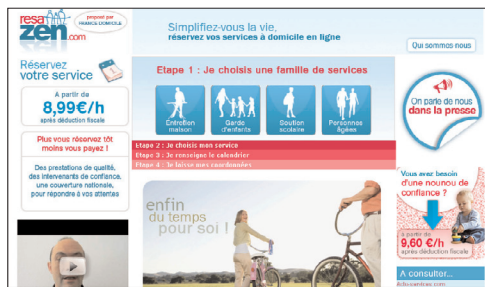 resa
zen.com
proposé par
FRANCE DOMICILE
Simplifiez-vous la vie,
réservez vos services à domicile en ligne
Qui sommes nous
Réservez
votre service
A partir de
8,99€/h
après déduction fiscale
Plus vous réservez tôt
moins vous payez !
Des prestations de qualité,
des intervenants de confiance,
une couverture nationale,
pour répondre à vos attentes
Etape 1 : Je choisis une famille de services
Entretien
maison
Garde
d'enfants
Soutien
scolaire
Personnes
âgées
Etape 2 : Je choisis mon service
Etape 3 : Je renseigne le calendrier
Etape 4 : Je laisse mes coordonnées
enfin
du temps
pour soi !
On parle de nous
dans la presse
Vous avez besoin
d'une nounou de
confiance ?
à partir de
9,60 €/h
après déduction fiscale
A consulter...